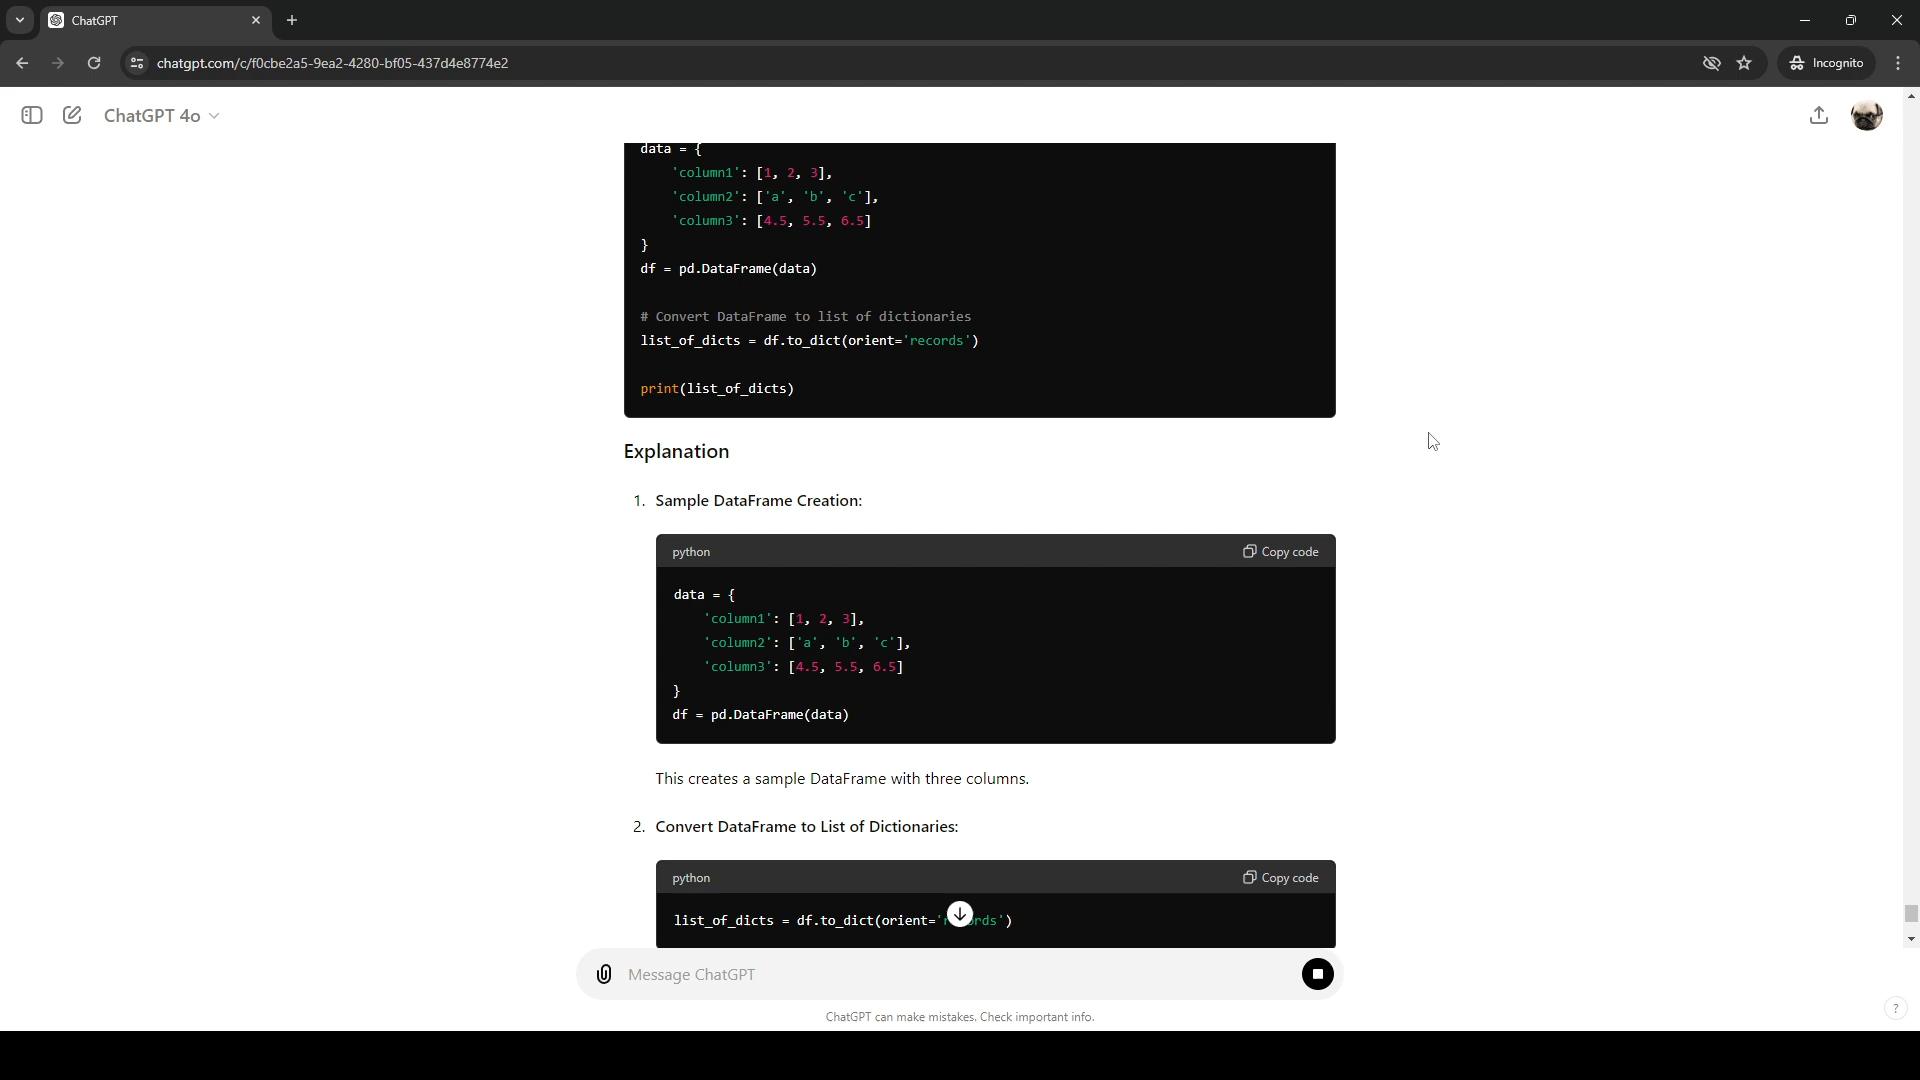 ChatGPT
chatgpt.com/c/f0cbe2a5-9ea2-4280-bf05-437d4e8774e2
Incognito
ChatGPT 4o
data = {
'column1': [1, 2, 3],
'column2': ['a', 'b', 'c'],
'column3': [4.5, 5.5, 6.5]
}
df = pd.DataFrame(data)
# Convert DataFrame to list of dictionaries
list_of_dicts = df.to_dict(orient='records')
print(list_of_dicts)
Explanation
1. Sample DataFrame Creation:
python Copy code
data = {
'column1': [1, 2, 3],
'column2': ['a', 'b', 'c'],
'column3': [4.5, 5.5, 6.5]
}
df = pd.DataFrame(data)
This creates a sample DataFrame with three columns.
2. Convert DataFrame to List of Dictionaries:
python Copy code
list_of_dicts = df.to_dict(orient='records')
Message ChatGPT
ChatGPT can make mistakes. Check important info.
?